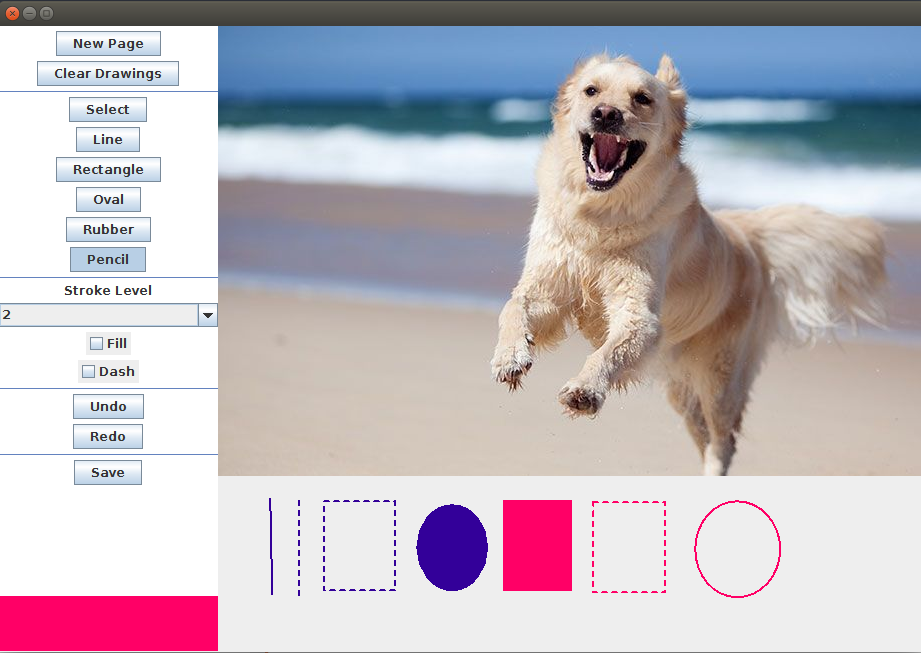 New Page
Clear Drawings
Select
Line
Rectangle
Oval
Rubber
Pencil
Stroke Level
2
Fill
Dash
Undo
Redo
Save